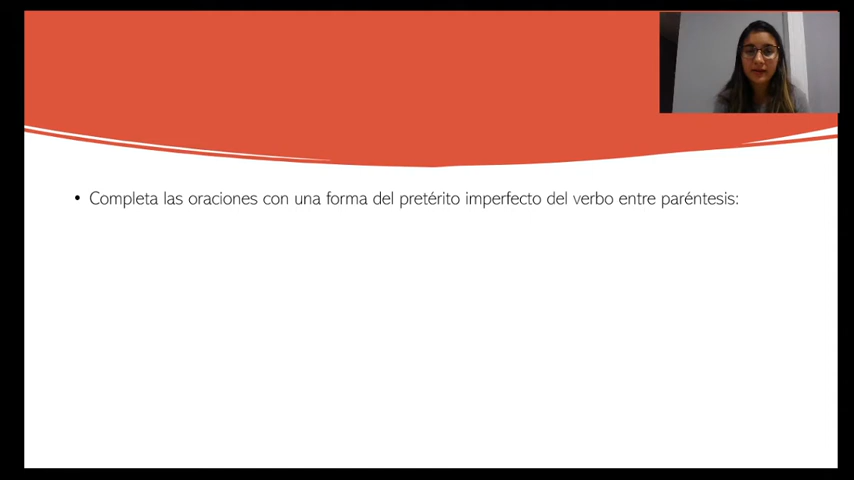 • Completa las oraciones con una forma del pretérito imperfecto del verbo entre paréntesis: